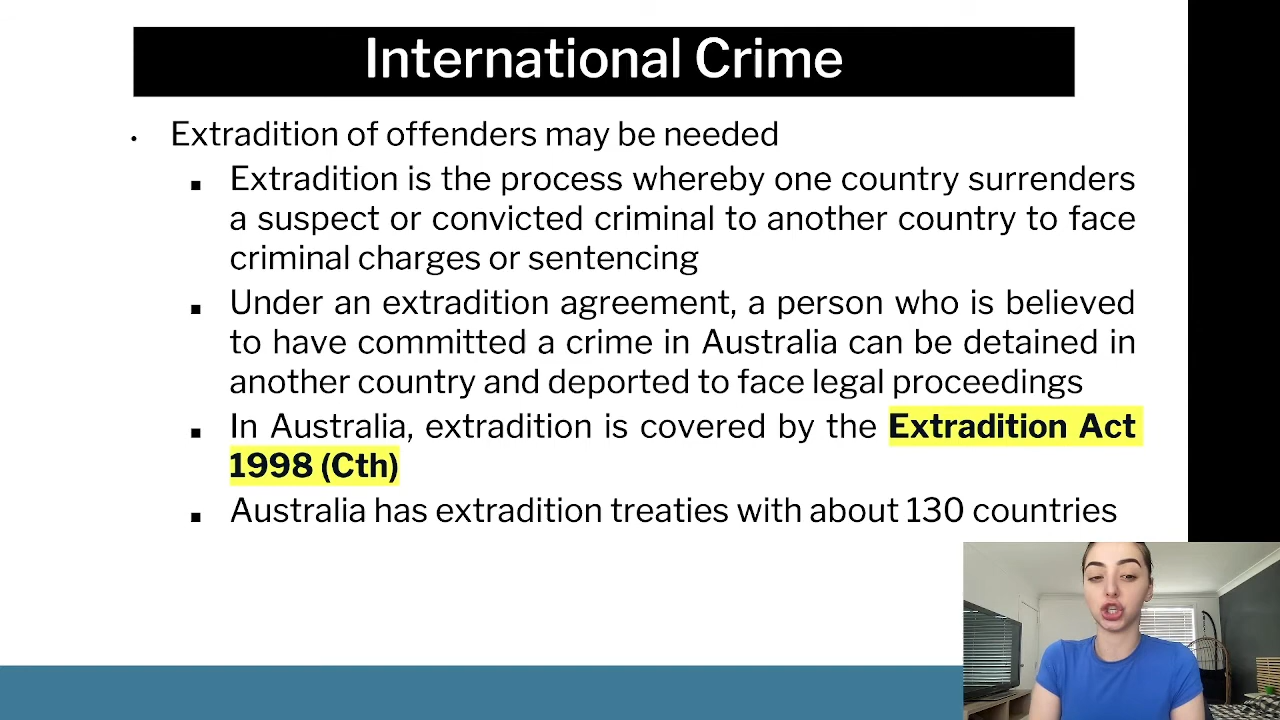 International Crime
• Extradition of offenders may be needed
▪ Extradition is the process whereby one country surrenders
a suspect or convicted criminal to another country to face
criminal charges or sentencing
▪ Under an extradition agreement, a person who is believed
to have committed a crime in Australia can be detained in
another country and deported to face legal proceedings
▪ In Australia, extradition is covered by the Extradition Act
1998 (Cth)
▪ Australia has extradition treaties with about 130 countries